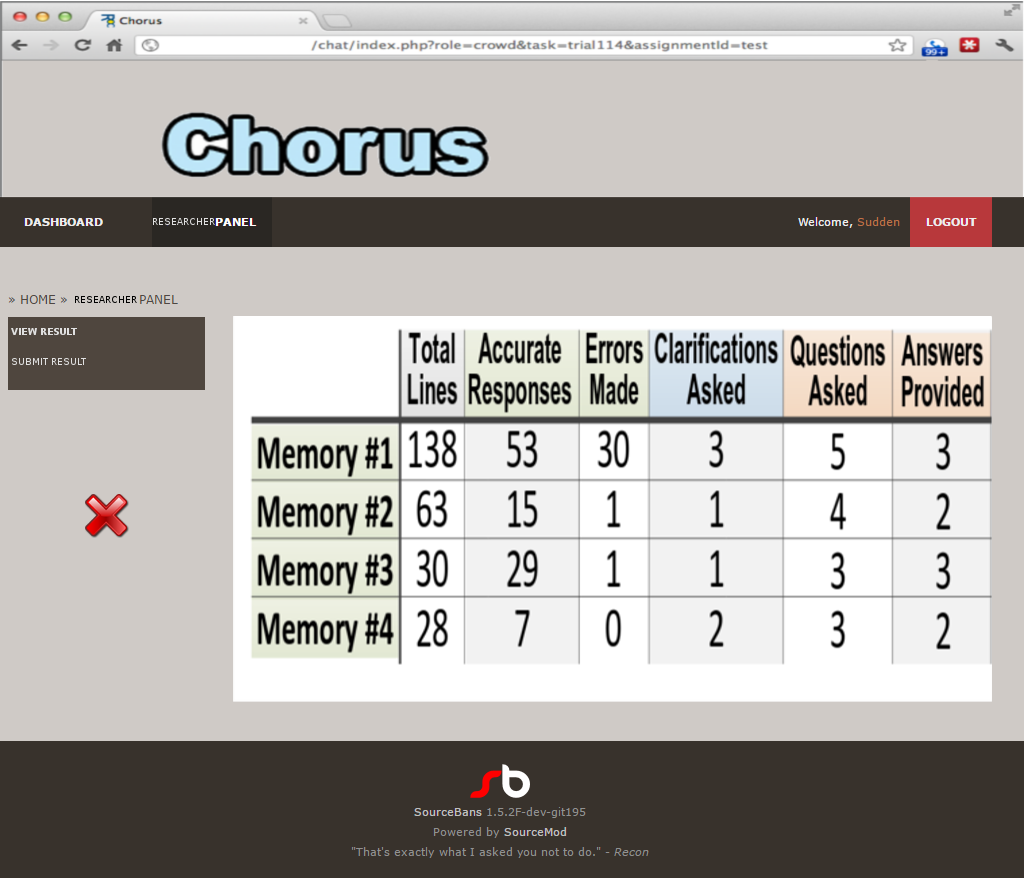 Chorus
/chat/index.php?role=crowd&task=trial114&assignmentId=test
99+
Chorus
DASHBOARD RESEARCHERPANEL Welcome, Sudden LOGOUT
» HOME » RESEARCHER PANEL
VIEW RESULT
SUBMIT RESULT
Total Lines Accurate Responses Errors Made Clarifications Asked Questions Asked Answers Provided
Memory #1 138 53 30 3 5 3
Memory #2 63 15 1 1 4 2
Memory #3 30 29 1 1 3 3
Memory #4 28 7 0 2 3 2
sb
SourceBans 1.5.2F-dev-git195
Powered by SourceMod
"That's exactly what I asked you not to do." - Recon